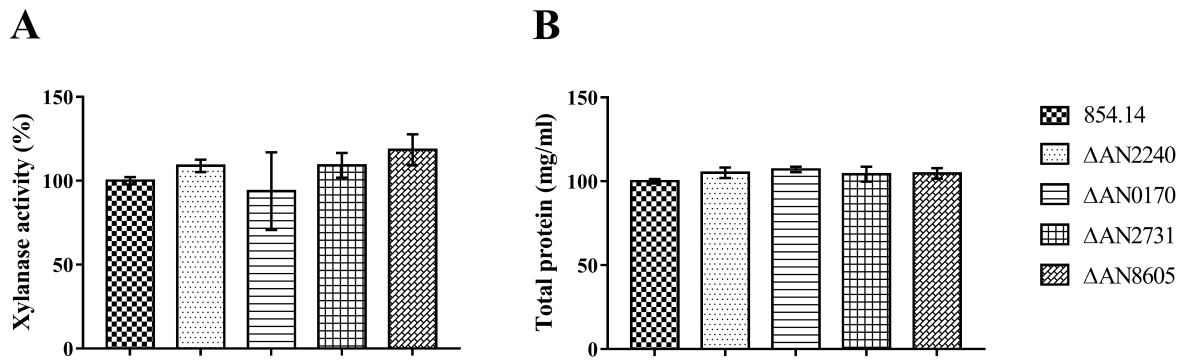 A
B
Xylanase activity (%)
150
100
50
0
Total protein (mg/ml)
150
100
50
0
854.14
ΔAN2240
ΔAN0170
ΔAN2731
ΔAN8605